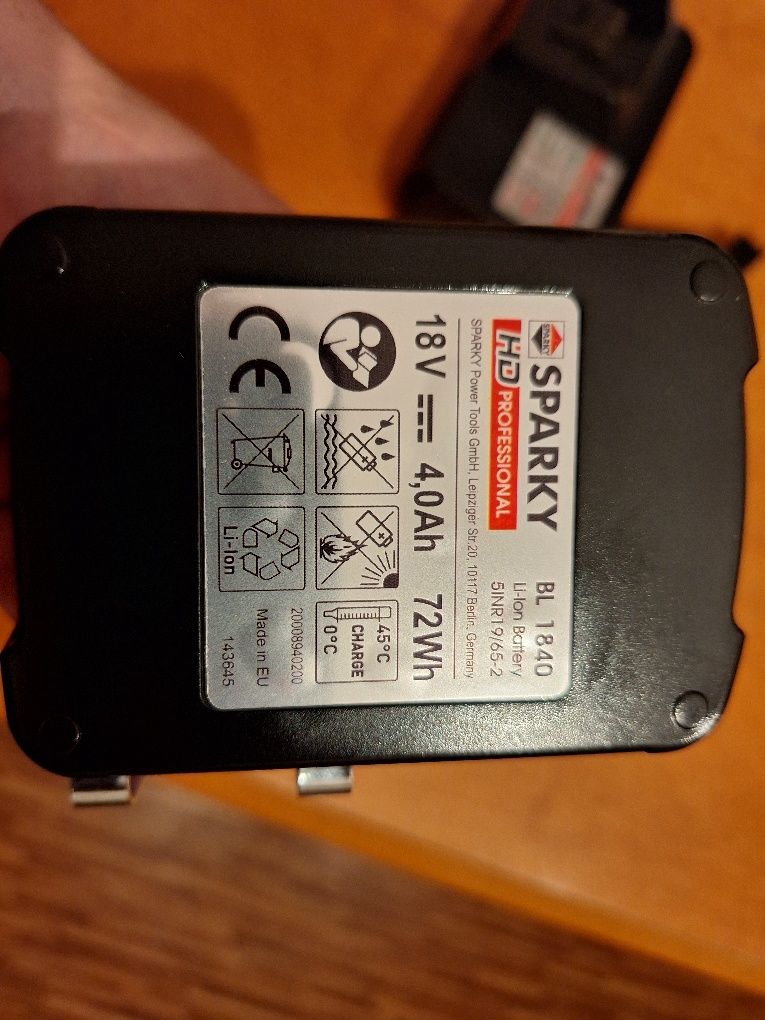 SPARKY
SPARKY
HD PROFESSIONAL
BL 1840
Li-Ion Battery
5INR19/65-2
SPARKY Power Tools GmbH, Leipziger Str.20, 10117 Berlin, Germany
18V 4,0Ah 72Wh
45°C
CHARGE
0°C
CE
Li-Ion
20008940200
Made in EU
143645